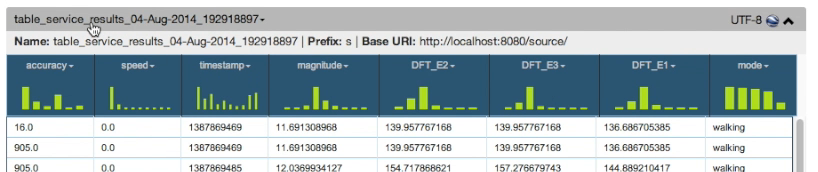 table_service_results_04-Aug-2014_192918897 UTF-8
Name: table_service_results_04-Aug-2014_192918897 | Prefix: s | Base URI: http://localhost:8080/source/
accuracy speed timestamp magnitude DFT_E2 DFT_E3 DFT_E1 mode
16.0 0.0 1387869469 11.691308968 139.957767168 139.957767168 136.686705385 walking
905.0 0.0 1387869469 11.691308968 139.957767168 139.957767168 136.686705385 walking
905.0 0.0 1387869485 12.0369934127 154.717868621 157.276679743 144.889210417 walking